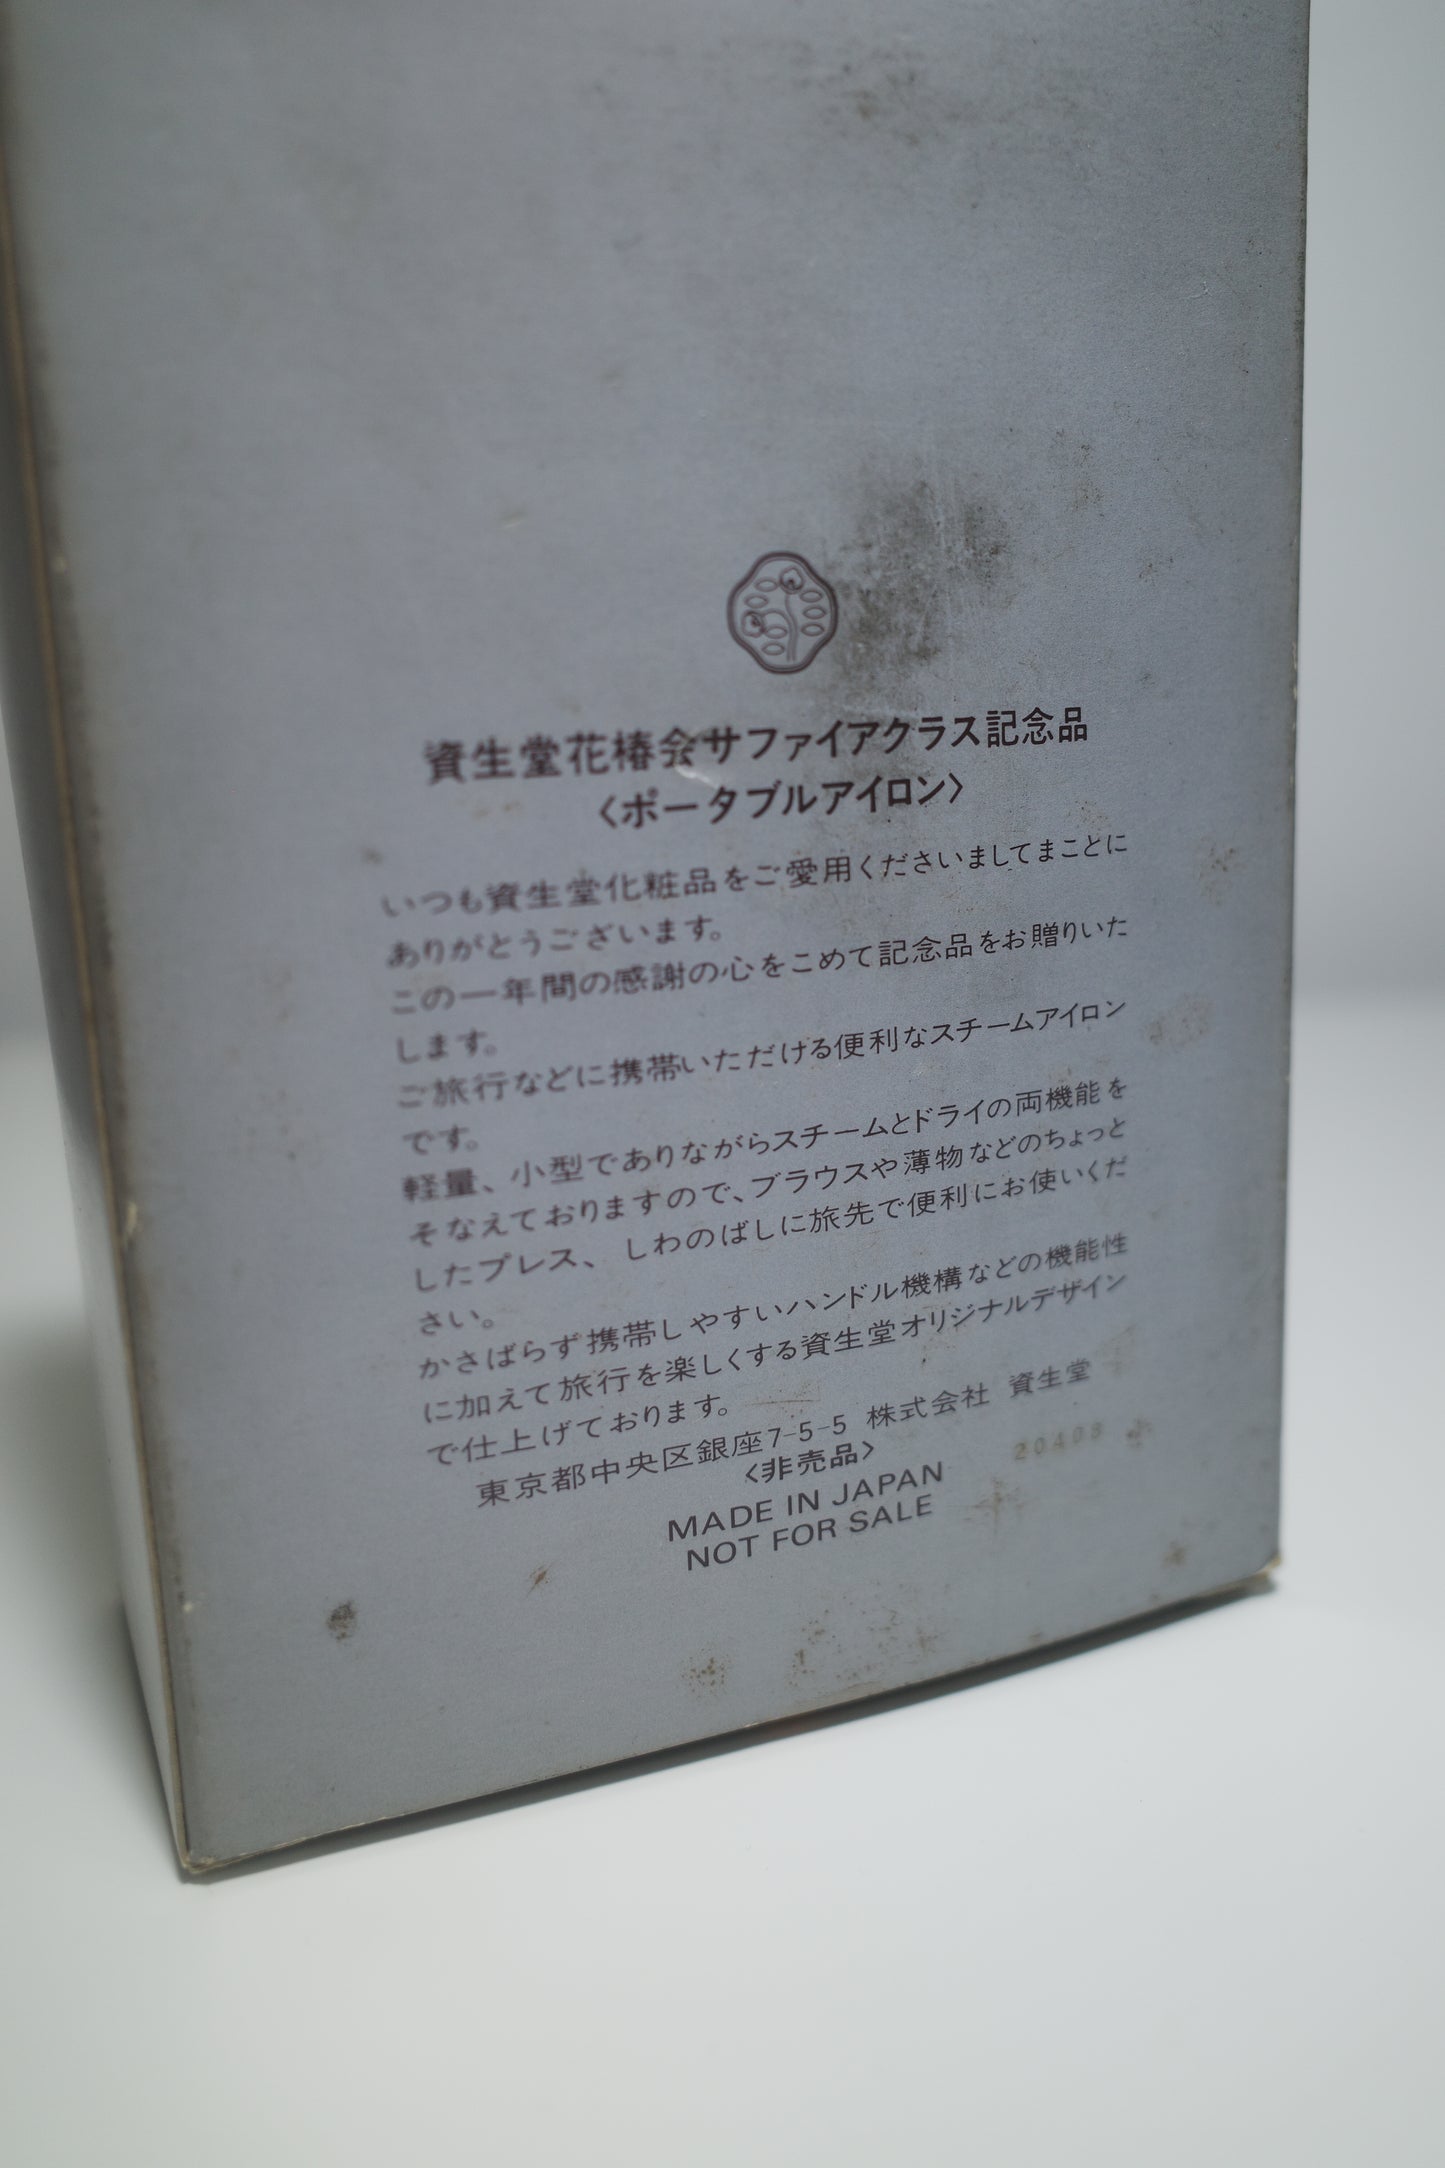 資生堂花椿会サファイアクラス記念品
〈ポータブルアイロン〉
いつも資生堂化粧品をご愛用くださいましてまことに
ありがとうございます。
この一年間の感謝の心をこめて記念品をお贈りいた
します。
ご旅行などに携帯いただける便利なスチームアイロン
です。
軽量、小型でありながらスチームとドライの両機能を
そなえておりますので、ブラウスや薄物などのちょっと
したプレス、しわのばしに旅先で便利にお使いくだ
さい。
かさばらず携帯しやすいハンドル機構などの機能性
に加えて旅行を楽しくする資生堂オリジナルデザイン
で仕上げております。
東京都中央区銀座7-5-5 株式会社 資生堂
〈非売品〉
20408
MADE IN JAPAN
NOT FOR SALE